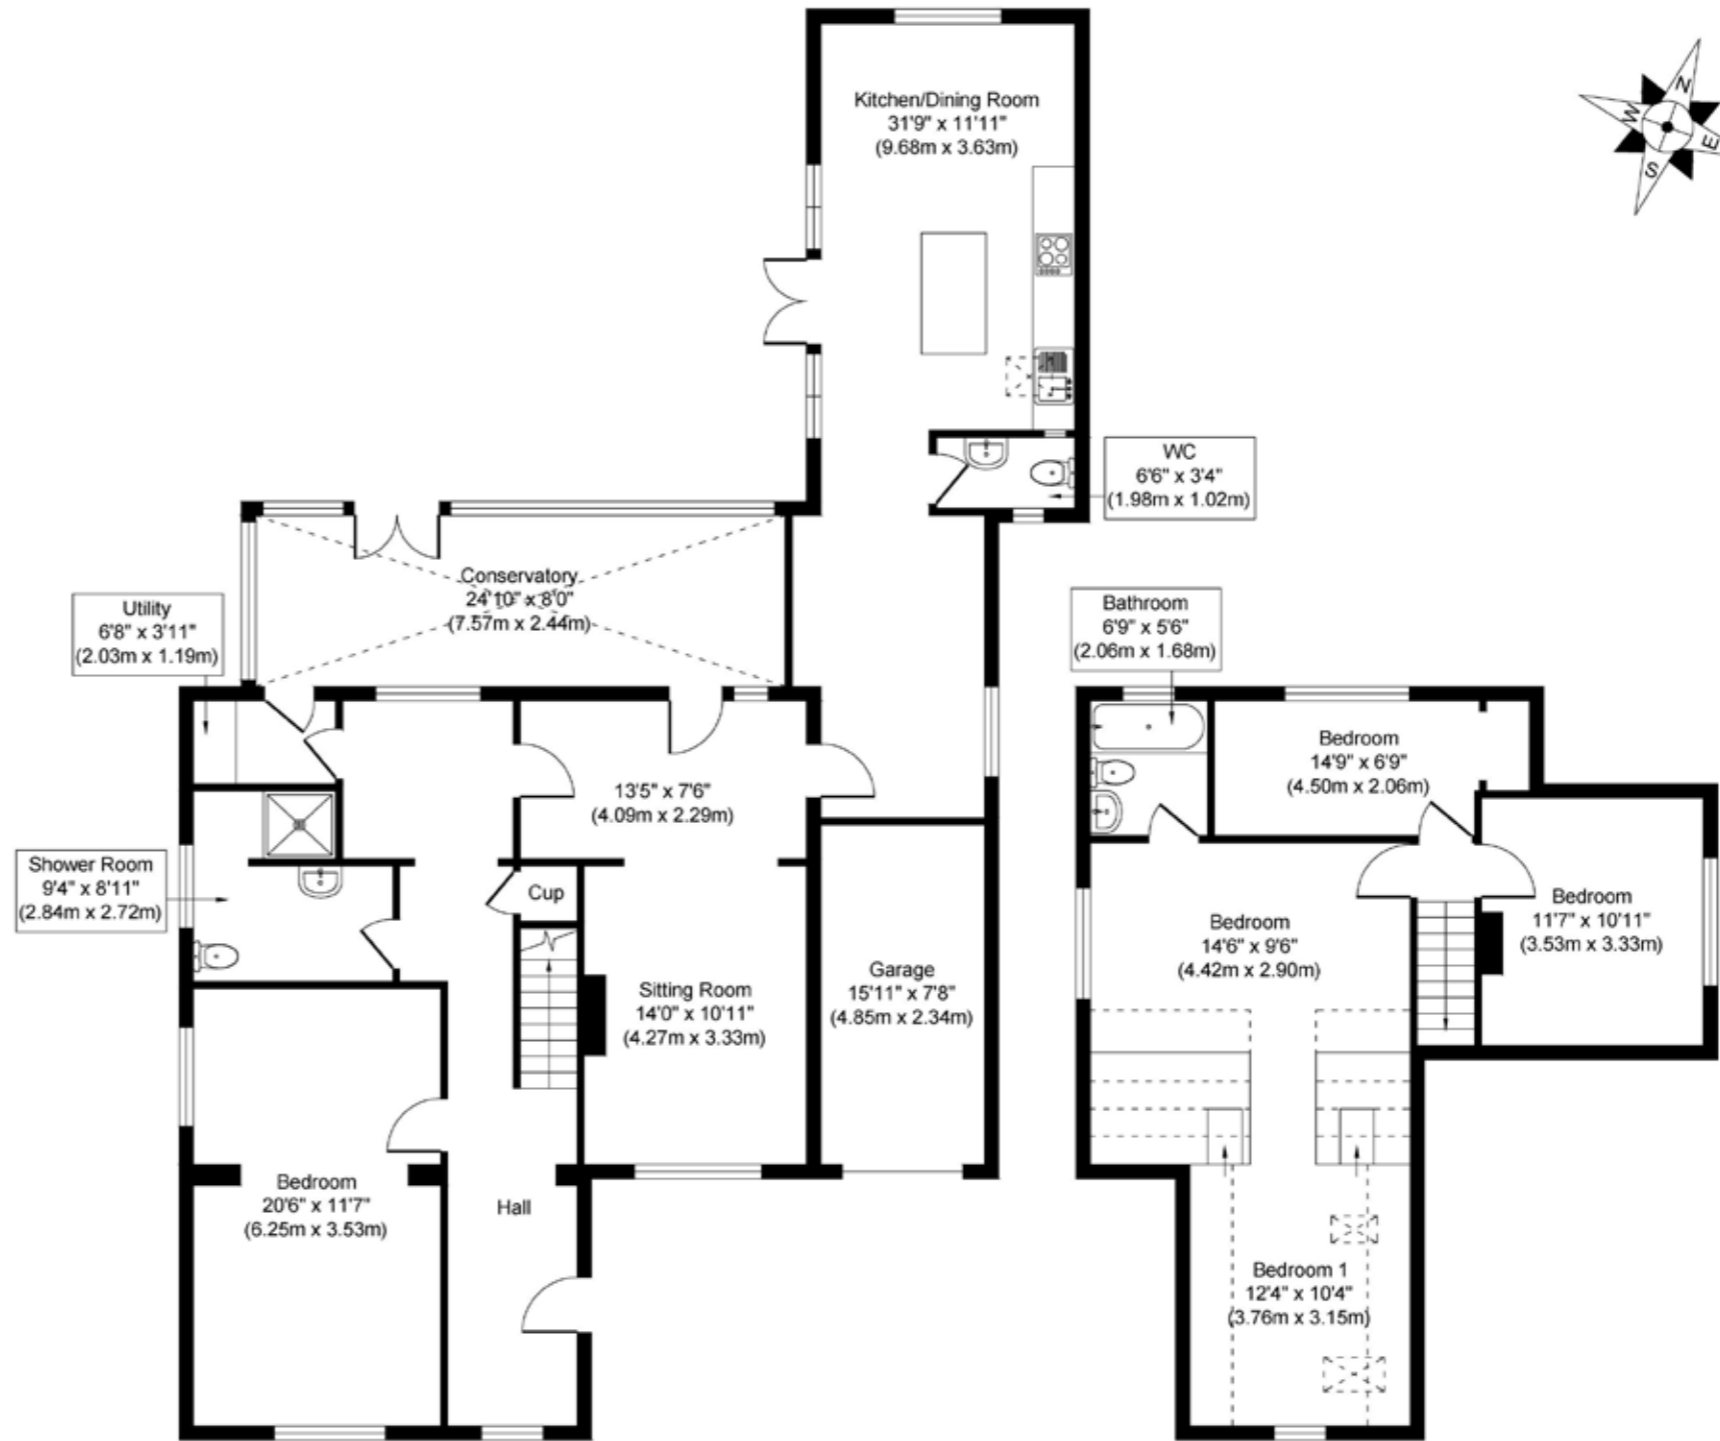 Kitchen/Dining Room
31'9" x 11'11"
(9.68m x 3.63m)
N
W
E
S
WC
6'6" x 3'4"
(1.98m x 1.02m)
Conservatory
24'10" x 8'0"
(7.57m x 2.44m)
Utility
6'8" x 3'11"
(2.03m x 1.19m)
Bathroom
6'9" x 5'6"
(2.06m x 1.68m)
13'5" x 7'6"
(4.09m x 2.29m)
Bedroom
14'9" x 6'9"
(4.50m x 2.06m)
Shower Room
9'4" x 8'11"
(2.84m x 2.72m)
Cup
Bedroom
14'6" x 9'6"
(4.42m x 2.90m)
Bedroom
11'7" x 10'11"
(3.53m x 3.33m)
Sitting Room
14'0" x 10'11"
(4.27m x 3.33m)
Garage
15'11" x 7'8"
(4.85m x 2.34m)
Bedroom
20'6" x 11'7"
(6.25m x 3.53m)
Hall
Bedroom 1
12'4" x 10'4"
(3.76m x 3.15m)